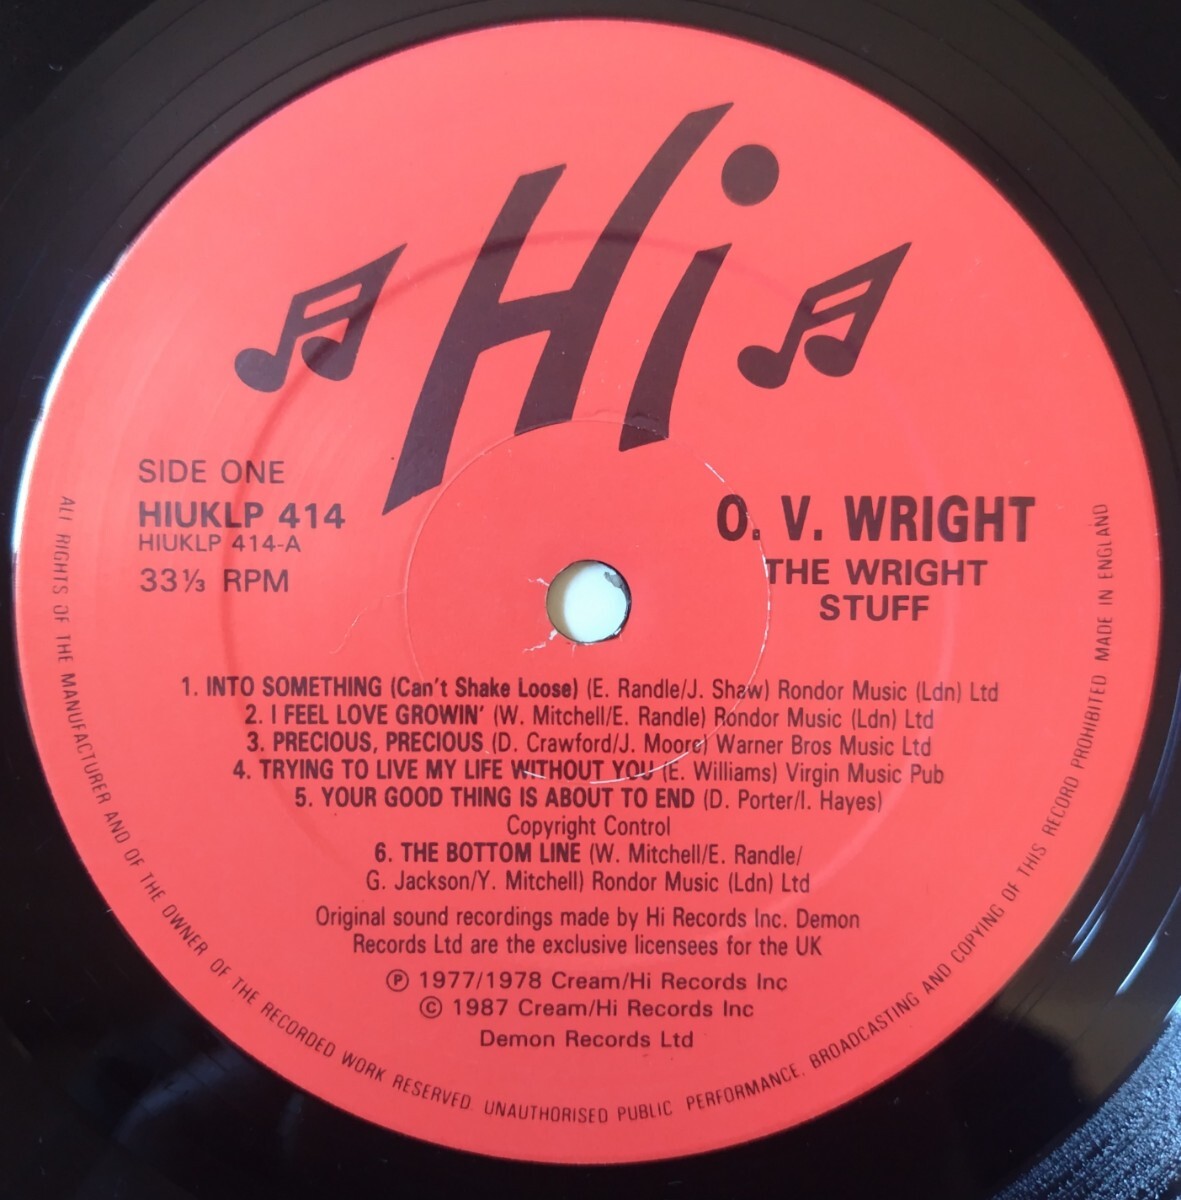 Hi
SIDE ONE
HIUKLP 414
HIUKLP 414-A
33⅓ RPM
O. V. WRIGHT
THE WRIGHT
STUFF
1. INTO SOMETHING (Can't Shake Loose) (E. Randle/J. Shaw) Rondor Music (Ldn) Ltd
2. I FEEL LOVE GROWIN' (W. Mitchell/E. Randle) Rondor Music (Ldn) Ltd
3. PRECIOUS, PRECIOUS (D. Crawford/J. Moore) Warner Bros Music Ltd
4. TRYING TO LIVE MY LIFE WITHOUT YOU (E. Williams) Virgin Music Pub
5. YOUR GOOD THING IS ABOUT TO END (D. Porter/I. Hayes)
Copyright Control
6. THE BOTTOM LINE (W. Mitchell/E. Randle/
G. Jackson/Y. Mitchell) Rondor Music (Ldn) Ltd
Original sound recordings made by Hi Records Inc. Demon
Records Ltd are the exclusive licensees for the UK
Ⓟ 1977/1978 Cream/Hi Records Inc
© 1987 Cream/Hi Records Inc
Demon Records Ltd
ALL RIGHTS OF THE MANUFACTURER AND OF THE OWNER OF THE RECORDED WORK RESERVED. UNAUTHORISED PUBLIC PERFORMANCE, BROADCASTING AND COPYING OF THIS RECORD PROHIBITED MADE IN ENGLAND